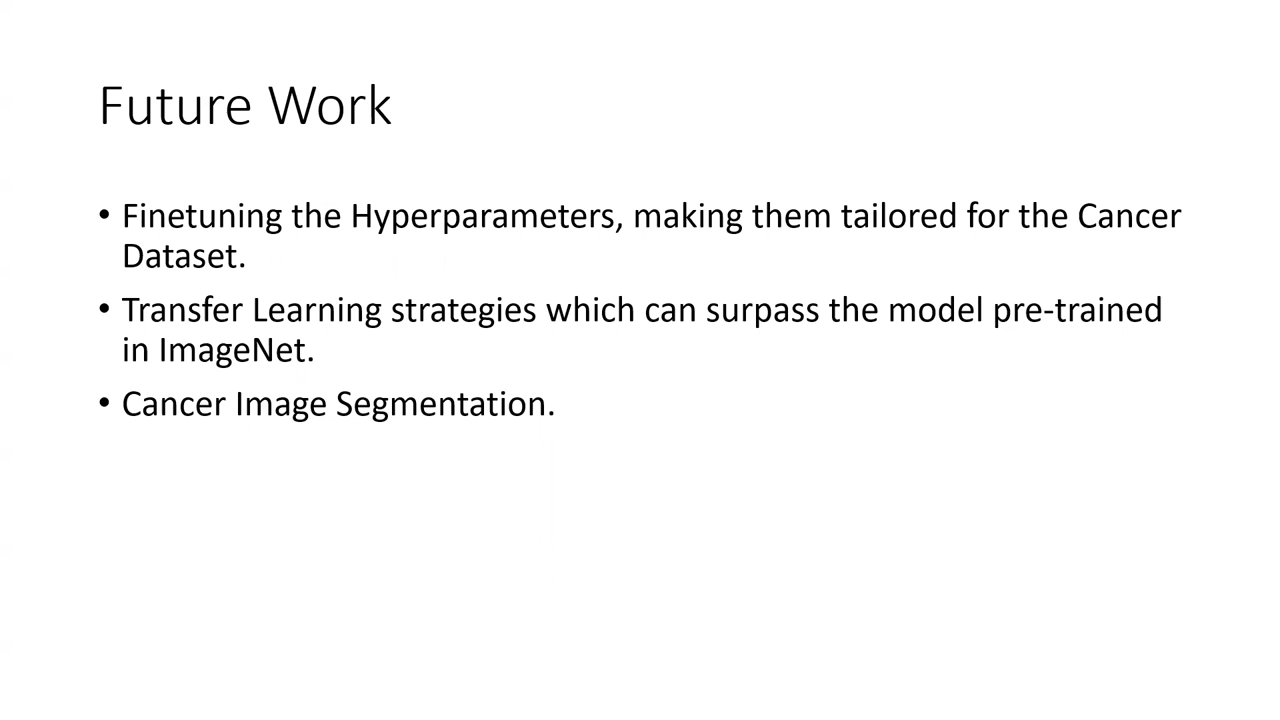 Future Work
• Finetuning the Hyperparameters, making them tailored for the Cancer
Dataset.
• Transfer Learning strategies which can surpass the model pre-trained
in ImageNet.
• Cancer Image Segmentation.